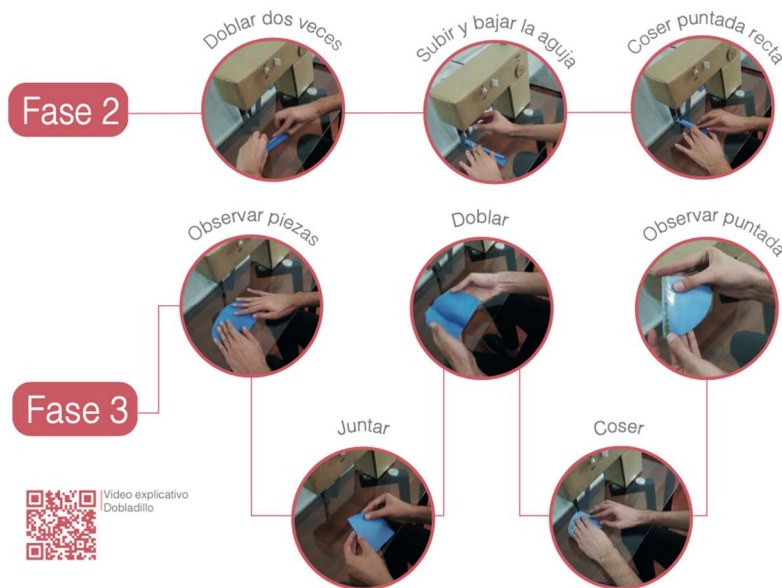 Fase 2
Doblar dos veces
Subir y bajar la aguja
Coser puntada recta
Fase 3
Observar piezas
Juntar
Doblar
Coser
Observar puntada
Video explicativo
Dobladillo